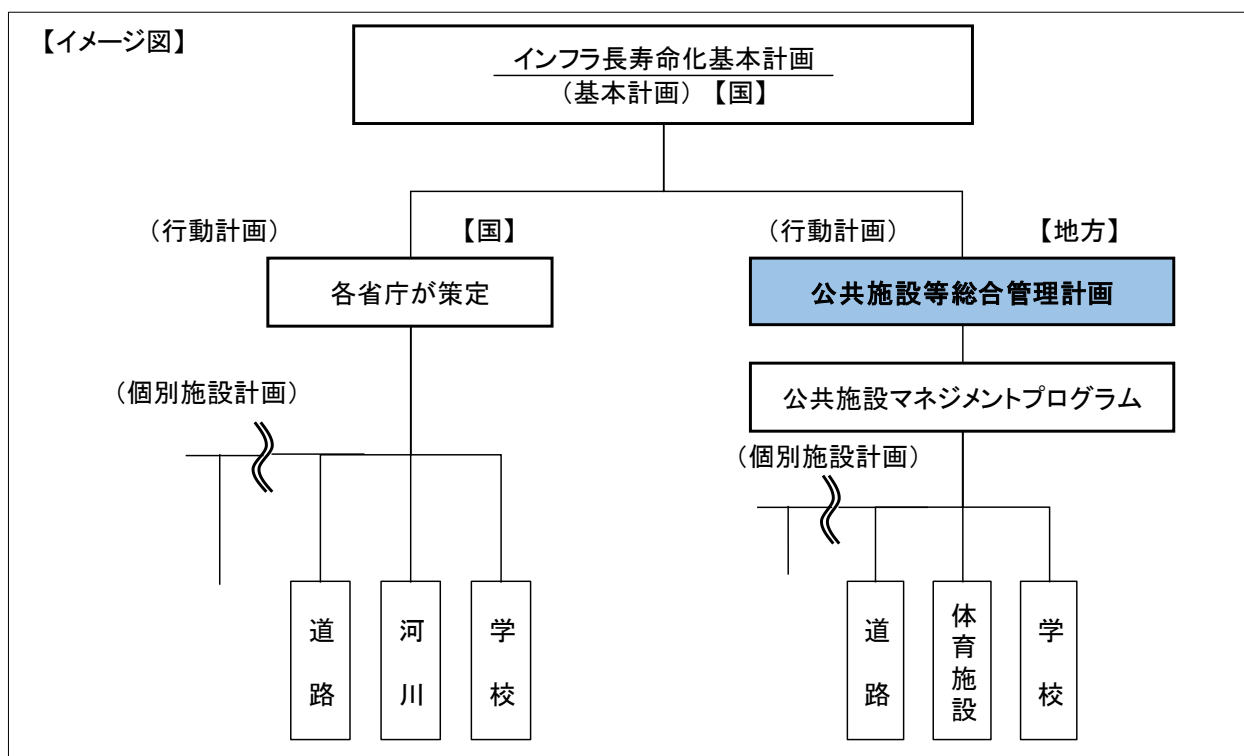 【イメージ図】
インフラ長寿命化基本計画
（基本計画）【国】
（行動計画）
【国】
（行動計画）
【地方】
各省庁が策定
公共施設等総合管理計画
（個別施設計画）
公共施設マネジメントプログラム
（個別施設計画）
道路
河川
学校
道路
体育施設
学校